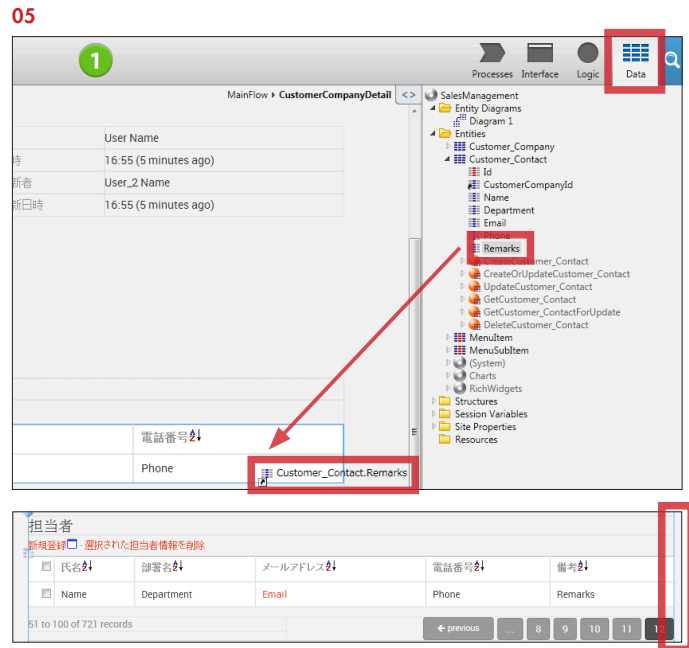 05
1
Processes Interface Logic Data
MainFlow CustomerCompanyDetail <>
User Name
時 16:55 (5 minutes ago)
新者 User_2 Name
新日時 16:55 (5 minutes ago)
電話番号
Phone
Customer_Contact.Remarks
SalesManagement
Entity Diagrams
Diagram 1
Entities
Customer_Company
Customer_Contact
Id
CustomerCompanyId
Name
Department
Email
Phone
Remarks
CreateCustomer_Contact
CreateOrUpdateCustomer_Contact
UpdateCustomer_Contact
GetCustomer_Contact
GetCustomer_ContactForUpdate
DeleteCustomer_Contact
MenuItem
MenuSubItem
(System)
Charts
RichWidgets
Structures
Session Variables
Site Properties
Resources
担当者
新規登録 · 選択された担当者情報を削除
氏名 部署名 メールアドレス 電話番号 備考
Name Department Email Phone Remarks
51 to 100 of 721 records previous ... 8 9 10 11 12